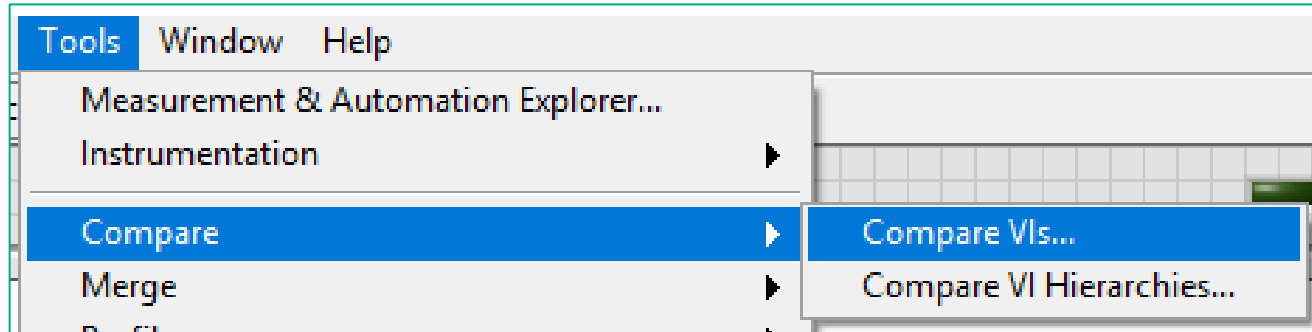 Tools Window Help
Measurement & Automation Explorer...
Instrumentation
Compare
Compare VIs...
Merge
Compare VI Hierarchies...